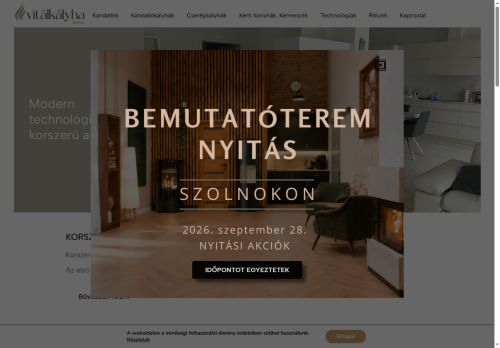 vitálkályha
Kandallók Kandallókályhák Cserépkályhák Kerti Konyhák, Kemencék Technológiák Rólunk Kapcsolat
Modern
technológi
korszerű a
BEMUTATÓTEREM
NYITÁS
SZOLNOKON
2026. szeptember 28.
NYITÁSI AKCIÓK
IDŐPONTOT EGYEZTETEK
KORSZ
Korszer
Az első
A weboldalon a minőségi felhasználói élmény érdekében sütiket használunk.
Részletek
Elfogad